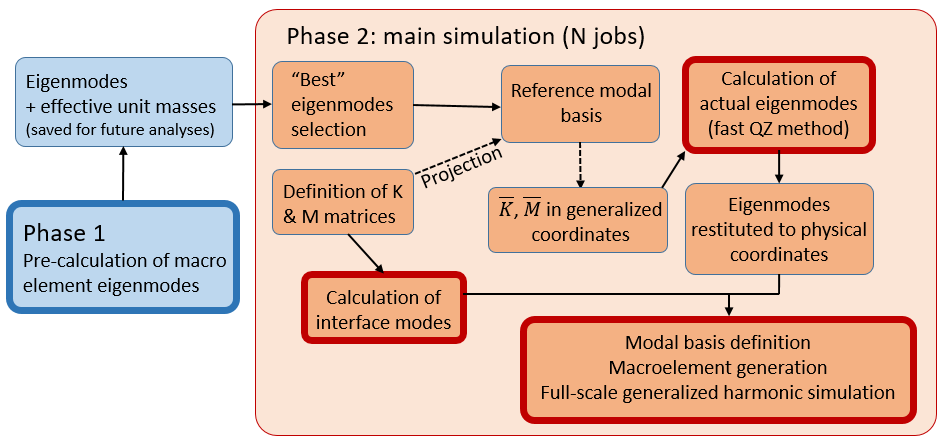 Phase 2: main simulation (N jobs)
Eigenmodes
+ effective unit masses
(saved for future analyses)
Phase 1
Pre-calculation of macro
element eigenmodes
“Best”
eigenmodes
selection
Reference modal
basis
Calculation of
actual eigenmodes
(fast QZ method)
Projection
Definition of K
& M matrices
K̅, M̅ in generalized
coordinates
Eigenmodes
restituted to physical
coordinates
Calculation of
interface modes
Modal basis definition
Macroelement generation
Full-scale generalized harmonic simulation